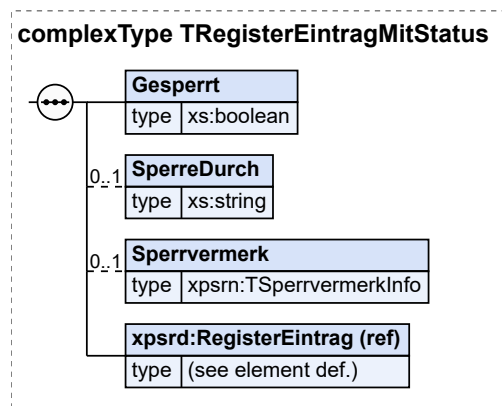 complexType TRegisterEintragMitStatus
Gesperrt
type xs:boolean
0..1 SperreDurch
type xs:string
0..1 Sperrvermerk
type xpsrn:TSperrvermerkInfo
xpsrd:RegisterEintrag (ref)
type (see element def.)